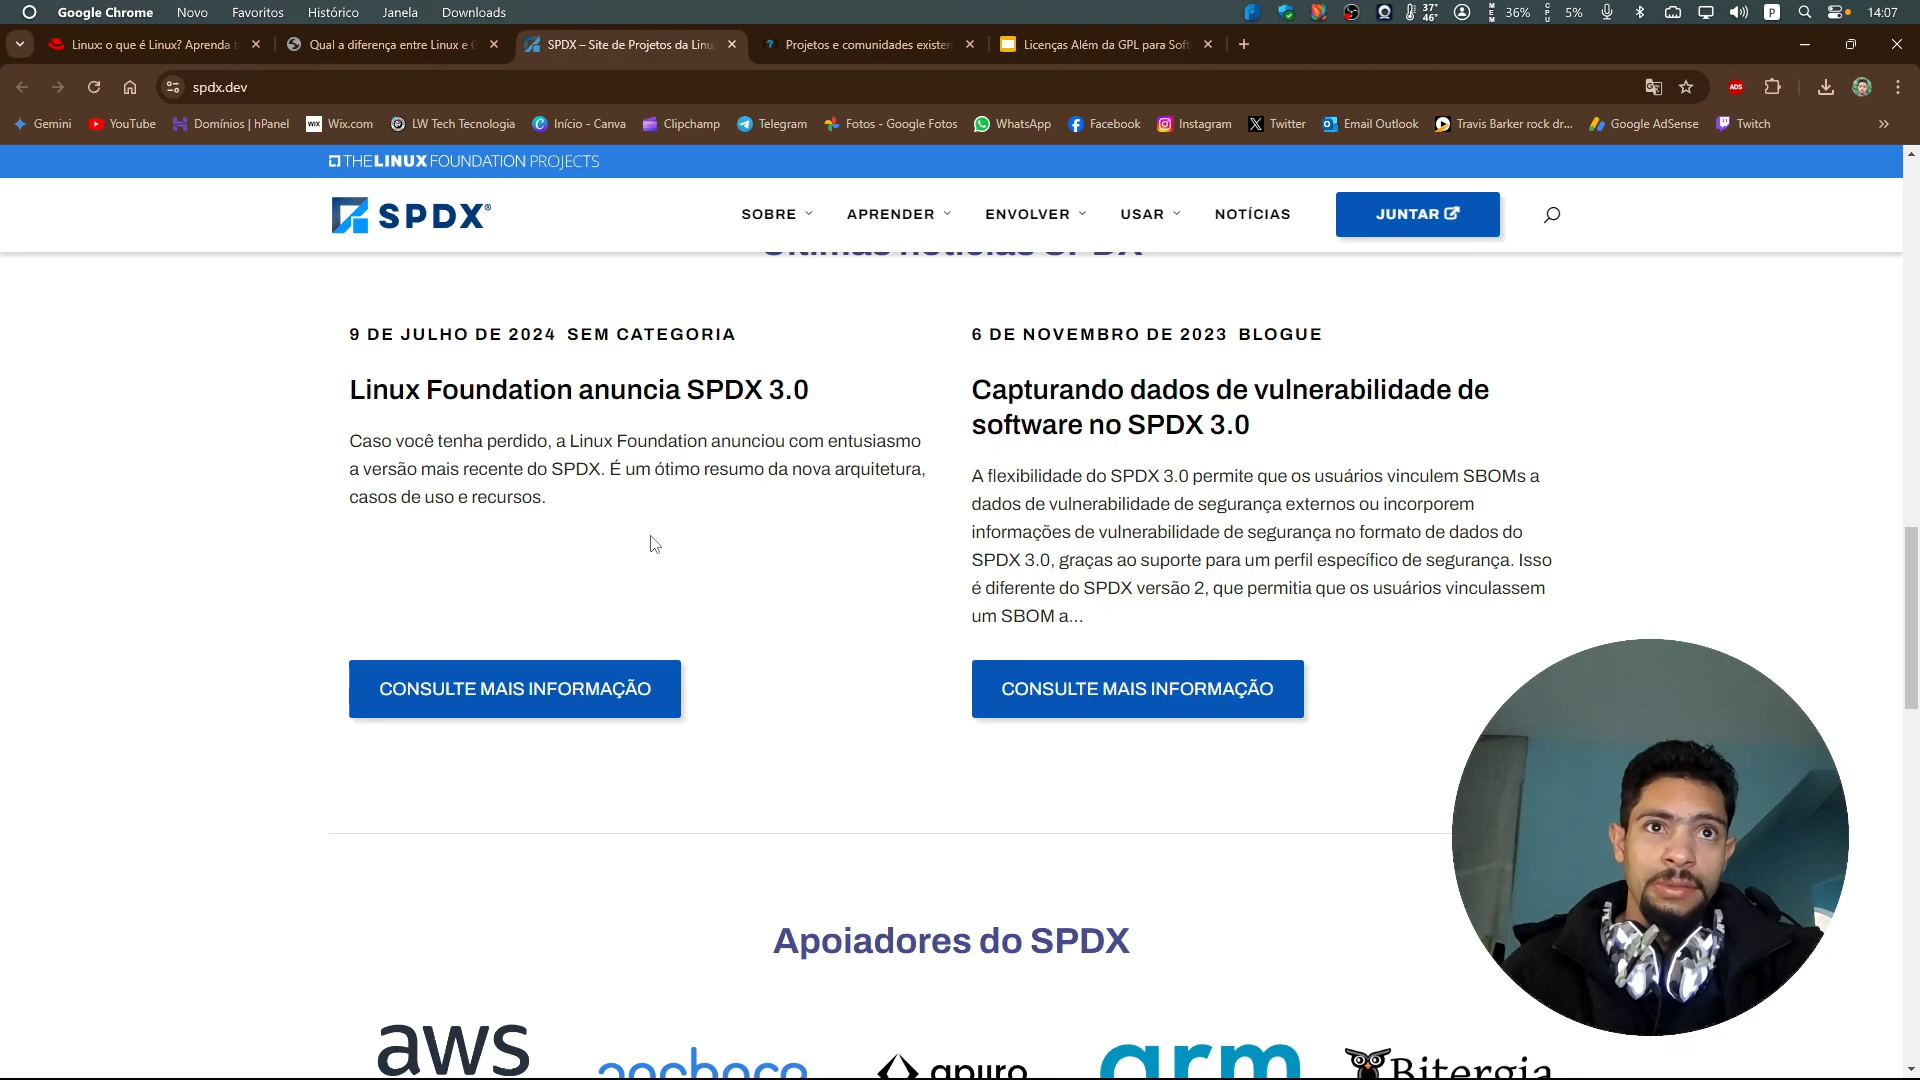 Google Chrome Novo Favoritos Histórico Janela Downloads
37° 46° MEM 36% CPU 5% P 14:07
Linux: o que é Linux? Aprenda t
Qual a diferença entre Linux e G
SPDX – Site de Projetos da Linu
Projetos e comunidades existen
Licenças Além da GPL para Soft
spdx.dev
ADS
Gemini YouTube Domínios | hPanel Wix.com LW Tech Tecnologia Início - Canva Clipchamp Telegram Fotos - Google Fotos WhatsApp Facebook Instagram Twitter Email Outlook Travis Barker rock dr... Google AdSense Twitch
THE LINUX FOUNDATION PROJECTS
SPDX®
SOBRE APRENDER ENVOLVER USAR NOTÍCIAS JUNTAR
Últimas notícias SPDX
9 DE JULHO DE 2024 SEM CATEGORIA
Linux Foundation anuncia SPDX 3.0
Caso você tenha perdido, a Linux Foundation anunciou com entusiasmo
a versão mais recente do SPDX. É um ótimo resumo da nova arquitetura,
casos de uso e recursos.
CONSULTE MAIS INFORMAÇÃO
6 DE NOVEMBRO DE 2023 BLOGUE
Capturando dados de vulnerabilidade de
software no SPDX 3.0
A flexibilidade do SPDX 3.0 permite que os usuários vinculem SBOMs a
dados de vulnerabilidade de segurança externos ou incorporem
informações de vulnerabilidade de segurança no formato de dados do
SPDX 3.0, graças ao suporte para um perfil específico de segurança. Isso
é diferente do SPDX versão 2, que permitia que os usuários vinculassem
um SBOM a...
CONSULTE MAIS INFORMAÇÃO
Apoiadores do SPDX
aws anchore apuro arm Bitergia